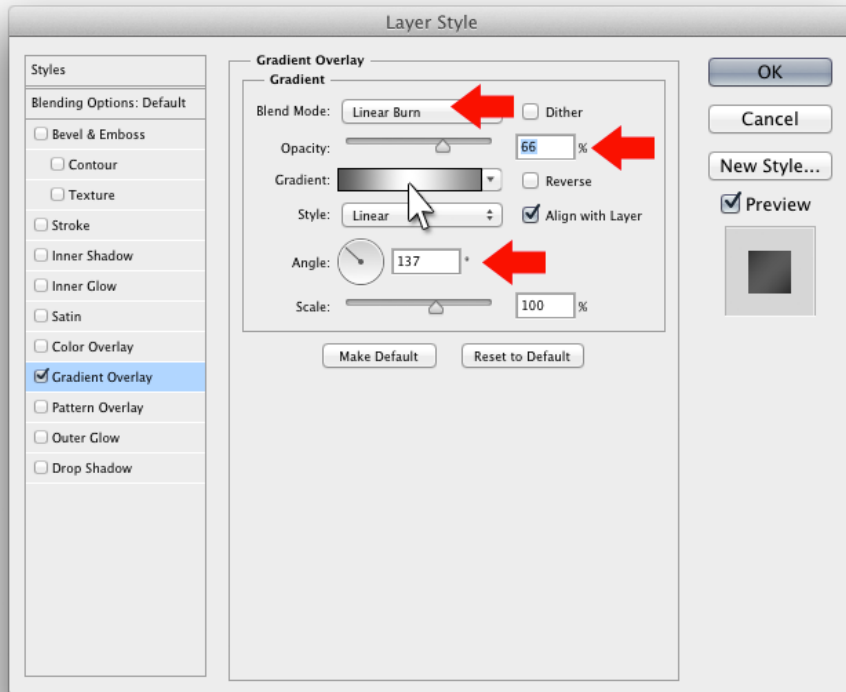 Layer Style
Styles
Blending Options: Default
Bevel & Emboss
Contour
Texture
Stroke
Inner Shadow
Inner Glow
Satin
Color Overlay
Gradient Overlay
Pattern Overlay
Outer Glow
Drop Shadow
Gradient Overlay
Gradient
Blend Mode: Linear Burn Dither
Opacity: 66 %
Gradient: Reverse
Style: Linear Align with Layer
Angle: 137 °
Scale: 100 %
Make Default Reset to Default
OK
Cancel
New Style...
Preview